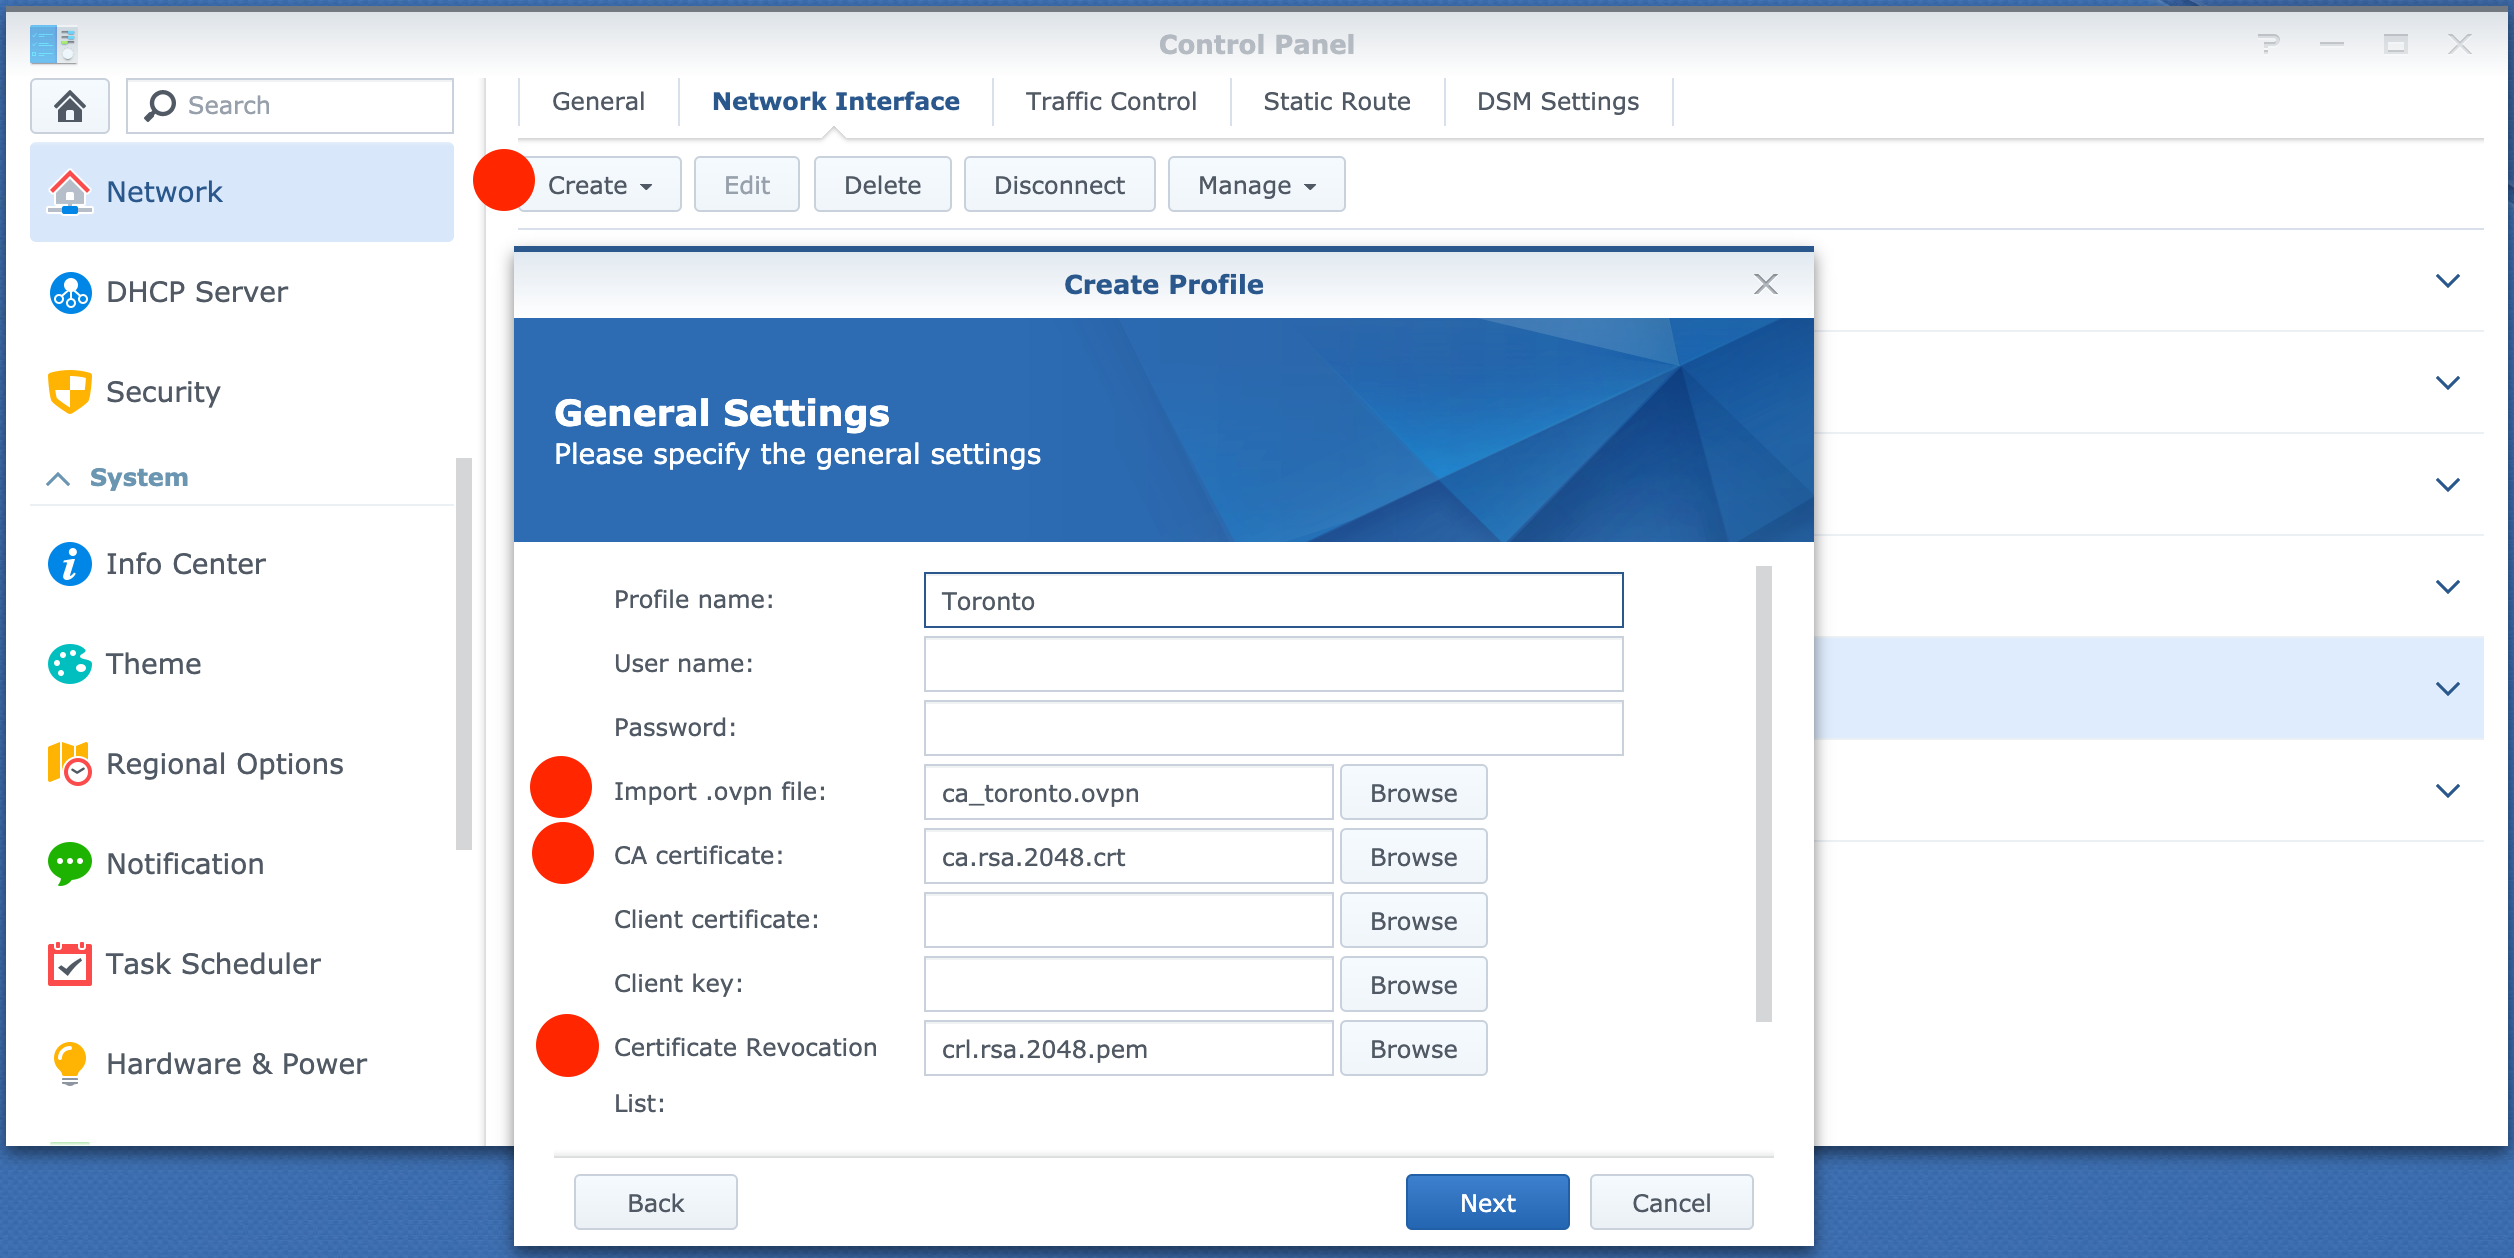 Control Panel
Search
General
Network Interface
Traffic Control
Static Route
DSM Settings
Create
Edit
Delete
Disconnect
Manage
Network
DHCP Server
Security
System
Info Center
Theme
Regional Options
Notification
Task Scheduler
Hardware & Power
Create Profile
General Settings
Please specify the general settings
Profile name: Toronto
User name:
Password:
Import .ovpn file: ca_toronto.ovpn Browse
CA certificate: ca.rsa.2048.crt Browse
Client certificate: Browse
Client key: Browse
Certificate Revocation crl.rsa.2048.pem Browse
List:
Back
Next
Cancel